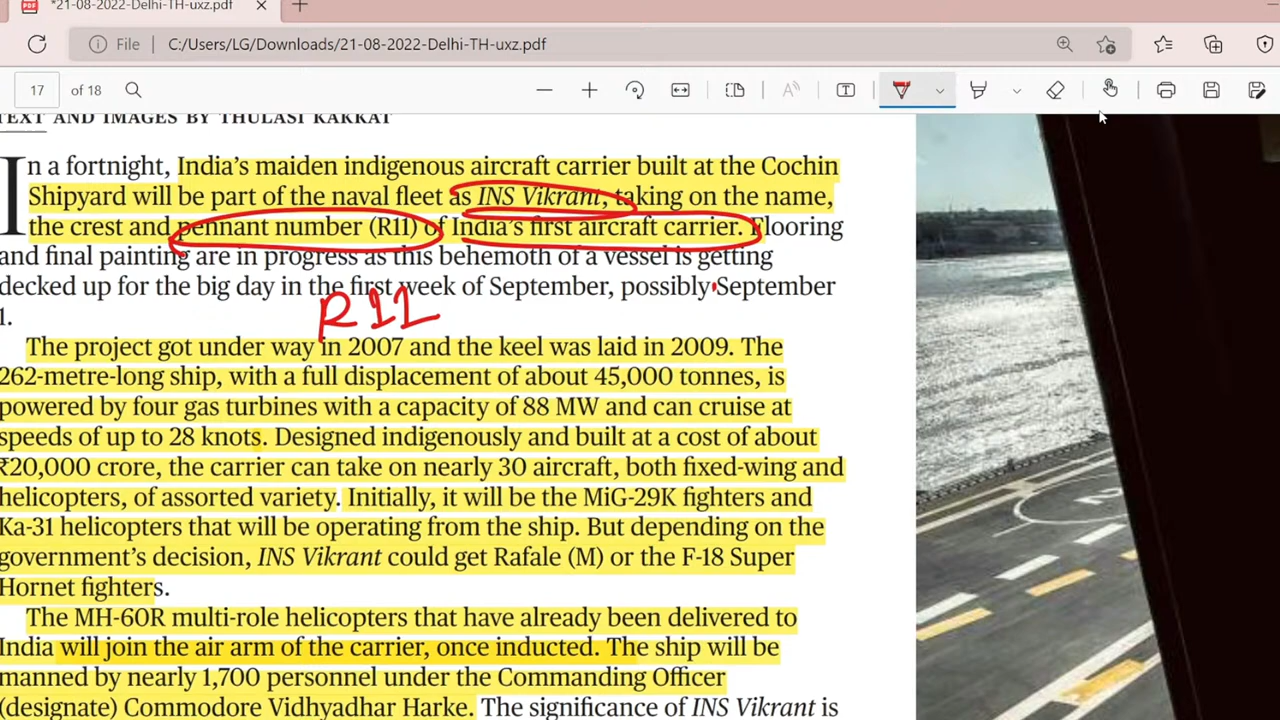 *21-08-2022-Delhi-TH-uxz.pdf
File C:/Users/LG/Downloads/21-08-2022-Delhi-TH-uxz.pdf
17 of 18
TEXT AND IMAGES BY THULASI KAKKAT
In a fortnight, India's maiden indigenous aircraft carrier built at the Cochin
Shipyard will be part of the naval fleet as INS Vikrant, taking on the name,
the crest and pennant number (R11) of India's first aircraft carrier. Flooring
and final painting are in progress as this behemoth of a vessel is getting
decked up for the big day in the first week of September, possibly September
1.
R11
The project got under way in 2007 and the keel was laid in 2009. The
262-metre-long ship, with a full displacement of about 45,000 tonnes, is
powered by four gas turbines with a capacity of 88 MW and can cruise at
speeds of up to 28 knots. Designed indigenously and built at a cost of about
₹20,000 crore, the carrier can take on nearly 30 aircraft, both fixed-wing and
helicopters, of assorted variety. Initially, it will be the MiG-29K fighters and
Ka-31 helicopters that will be operating from the ship. But depending on the
government's decision, INS Vikrant could get Rafale (M) or the F-18 Super
Hornet fighters.
The MH-60R multi-role helicopters that have already been delivered to
India will join the air arm of the carrier, once inducted. The ship will be
manned by nearly 1,700 personnel under the Commanding Officer
(designate) Commodore Vidhyadhar Harke. The significance of INS Vikrant is